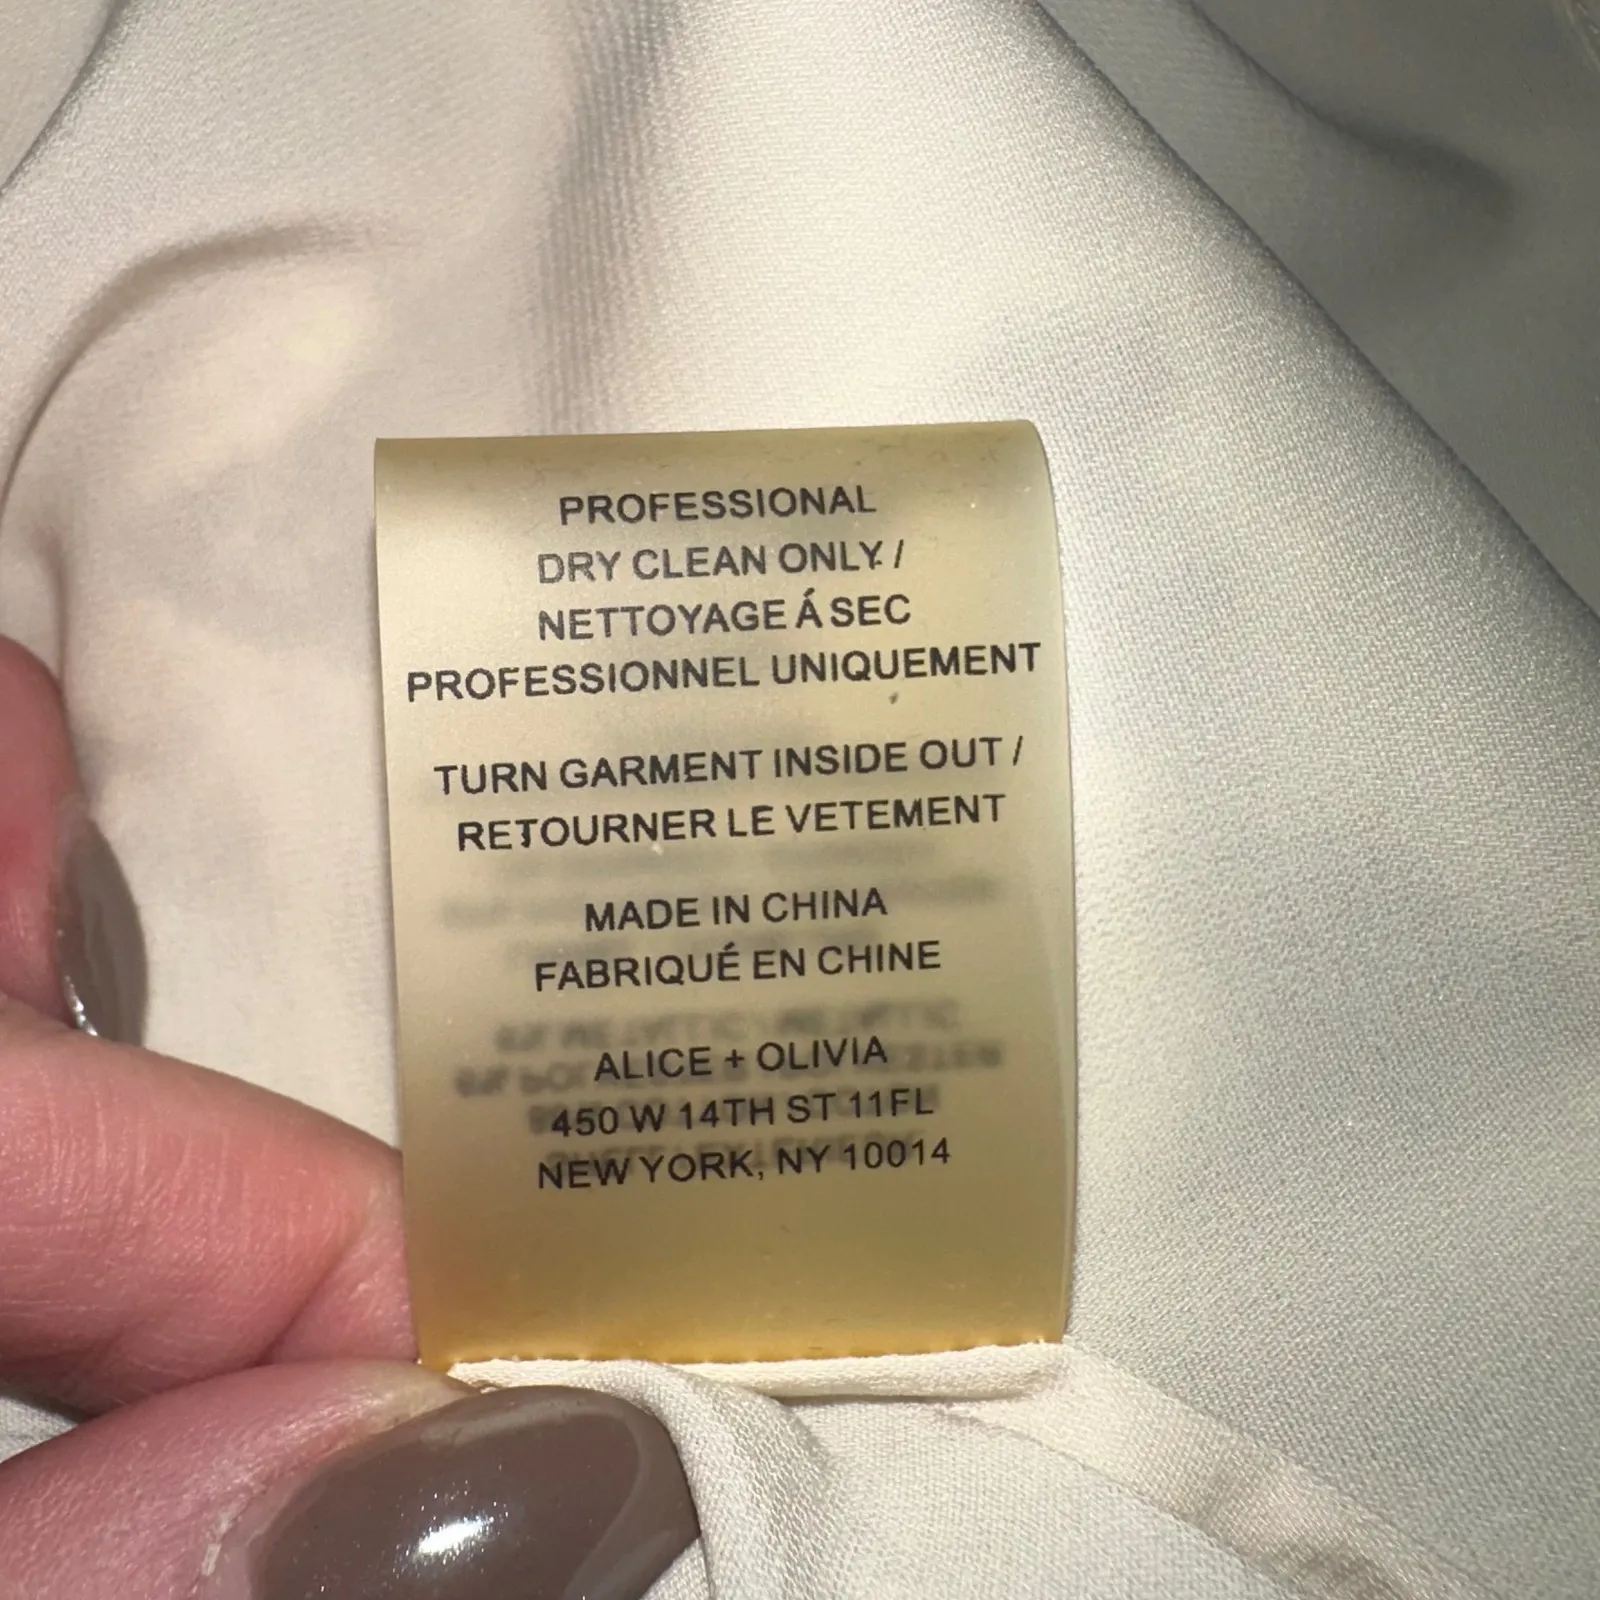 PROFESSIONAL
DRY CLEAN ONLY /
NETTOYAGE Á SEC
PROFESSIONNEL UNIQUEMENT
TURN GARMENT INSIDE OUT /
RETOURNER LE VETEMENT
MADE IN CHINA
FABRIQUÉ EN CHINE
ALICE + OLIVIA
450 W 14TH ST 11FL
NEW YORK, NY 10014